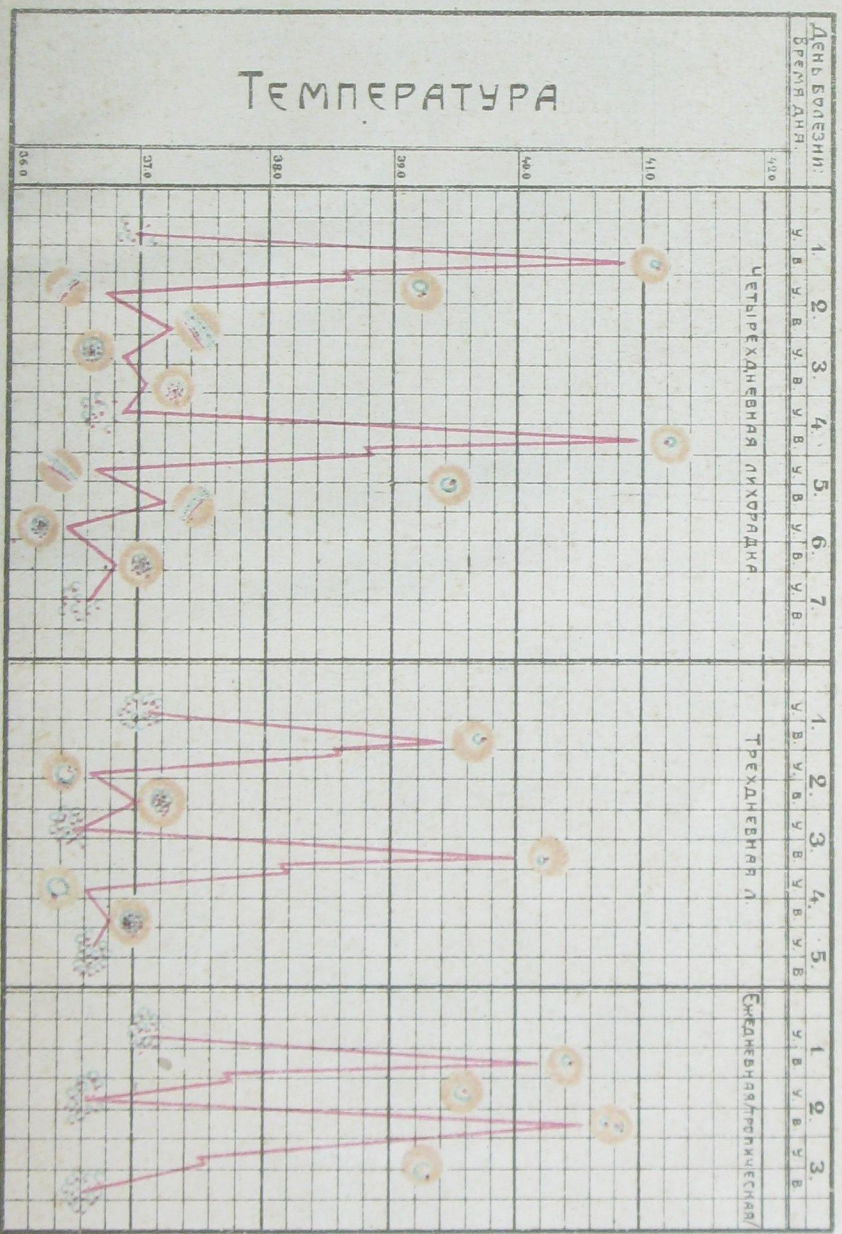 День болезни: 1. 2. 3. 4. 5. 6. 7. 1. 2. 3. 4. 5. 1. 2. 3.
Время дня. у. в у. в у. в. у. в у. в у. в. у. в у. в. у. в. у в у в у. в у. в у в у в
Температура
42.0
41.0
40.0
39.0
38.0
37.0
36.0
Четырехдневная лихорадка.
Трехдневная л.
Ежедневная/тропическая/